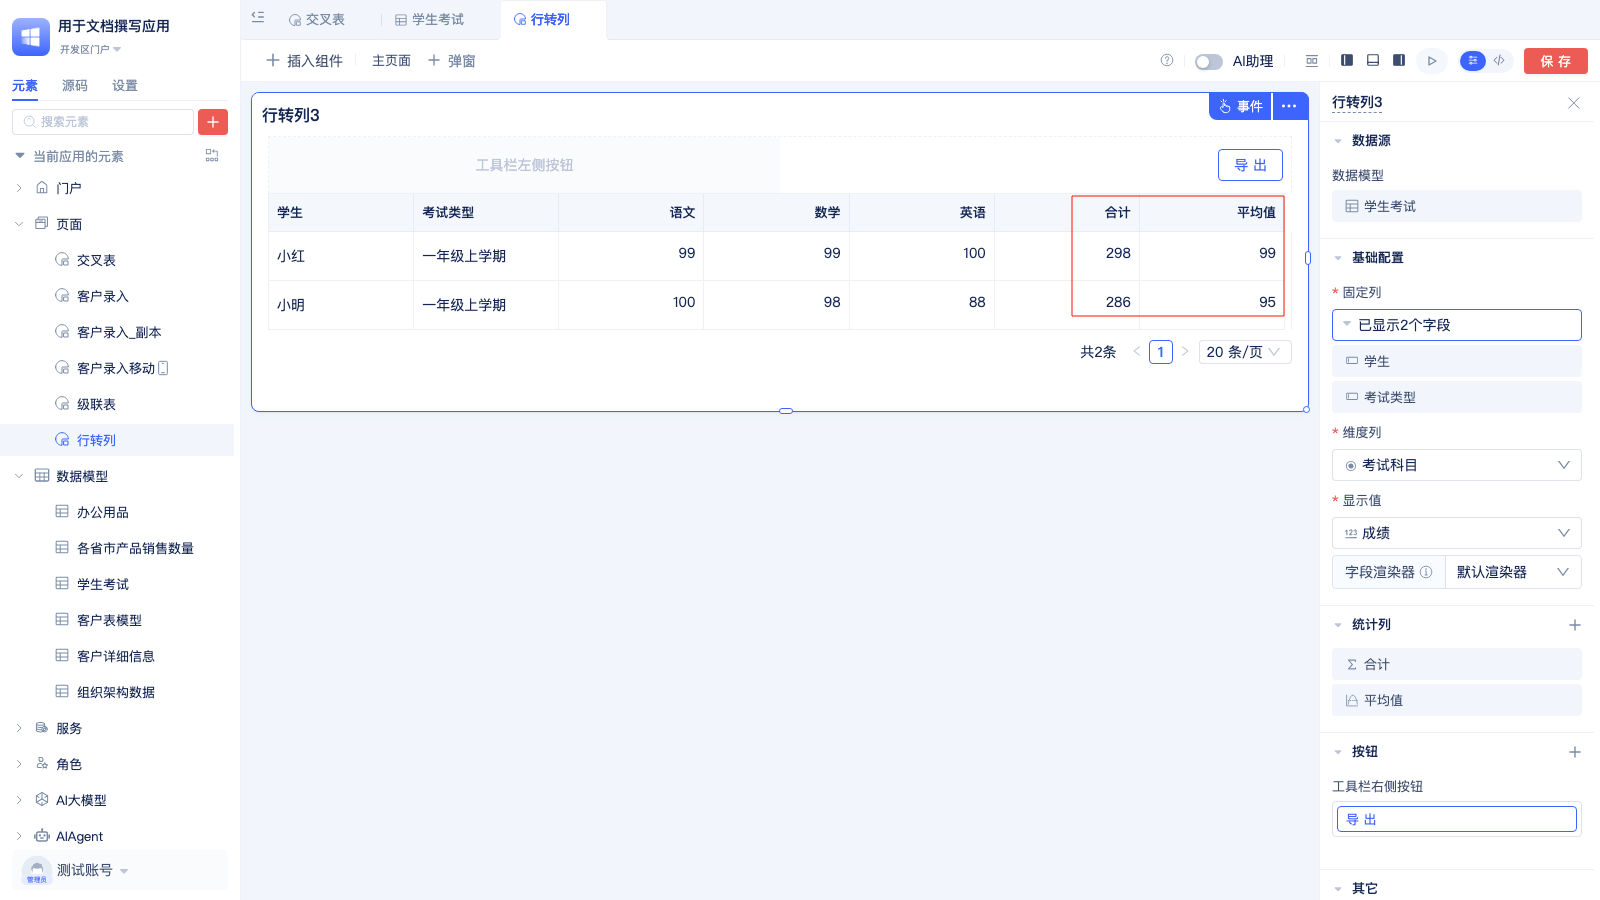 用于文档撰写应用
开发区门户
元素 源码 设置
搜索元素
当前应用的元素
门户
页面
交叉表
客户录入
客户录入_副本
客户录入移动
级联表
行转列
数据模型
办公用品
各省市产品销售数量
学生考试
客户表模型
客户详细信息
组织架构数据
服务
角色
AI大模型
AIAgent
测试账号
管理员
交叉表 学生考试 行转列
插入组件 主页面 弹窗 AI助理 保 存
行转列3 事件
工具栏左侧按钮 导 出
学生 考试类型 语文 数学 英语 合计 平均值
小红 一年级上学期 99 99 100 298 99
小明 一年级上学期 100 98 88 286 95
共2条 1 20 条/页
行转列3
数据源
数据模型
学生考试
基础配置
* 固定列
已显示2个字段
学生
考试类型
* 维度列
考试科目
* 显示值
123 成绩
字段渲染器 默认渲染器
统计列
合计
平均值
按钮
工具栏右侧按钮
导 出
其它